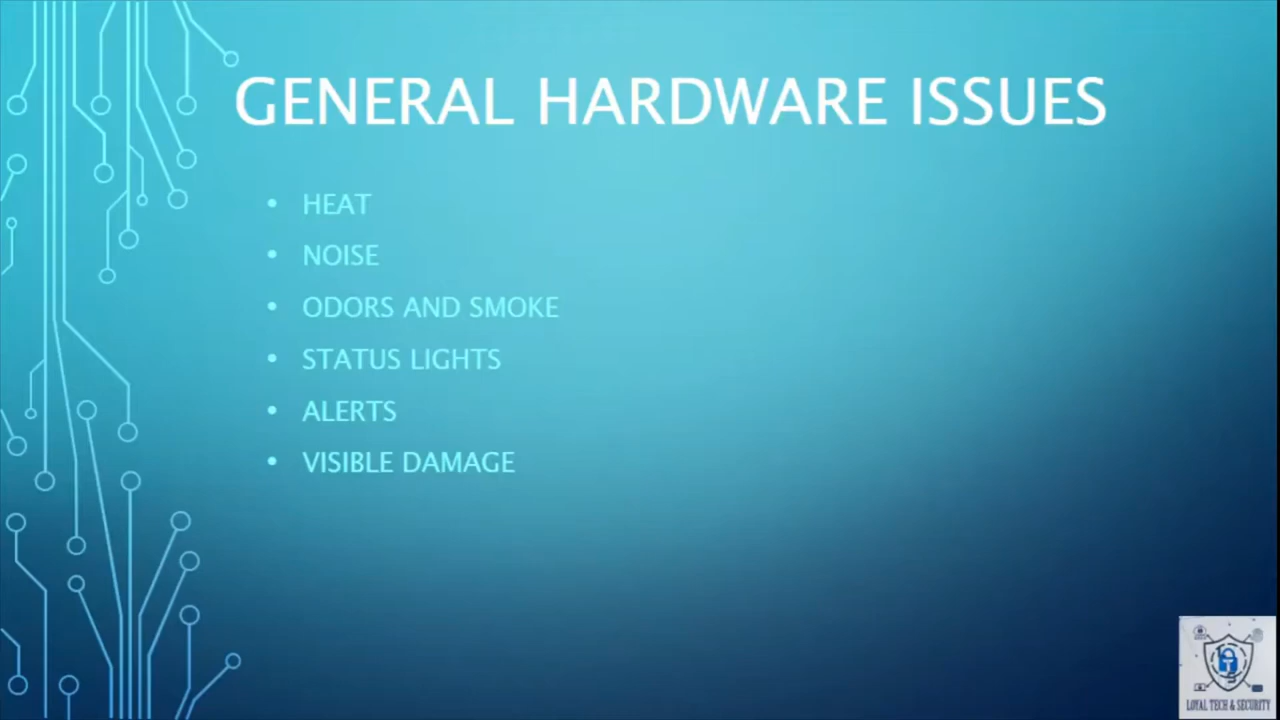 GENERAL HARDWARE ISSUES
• HEAT
• NOISE
• ODORS AND SMOKE
• STATUS LIGHTS
• ALERTS
• VISIBLE DAMAGE
LOYAL TECH & SECURITY